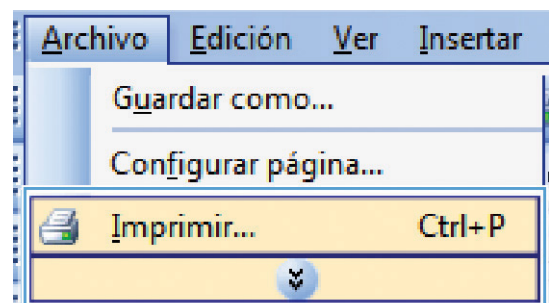 Archivo Edición Ver Insertar
Guardar como...
Configurar página...
Imprimir... Ctrl+P